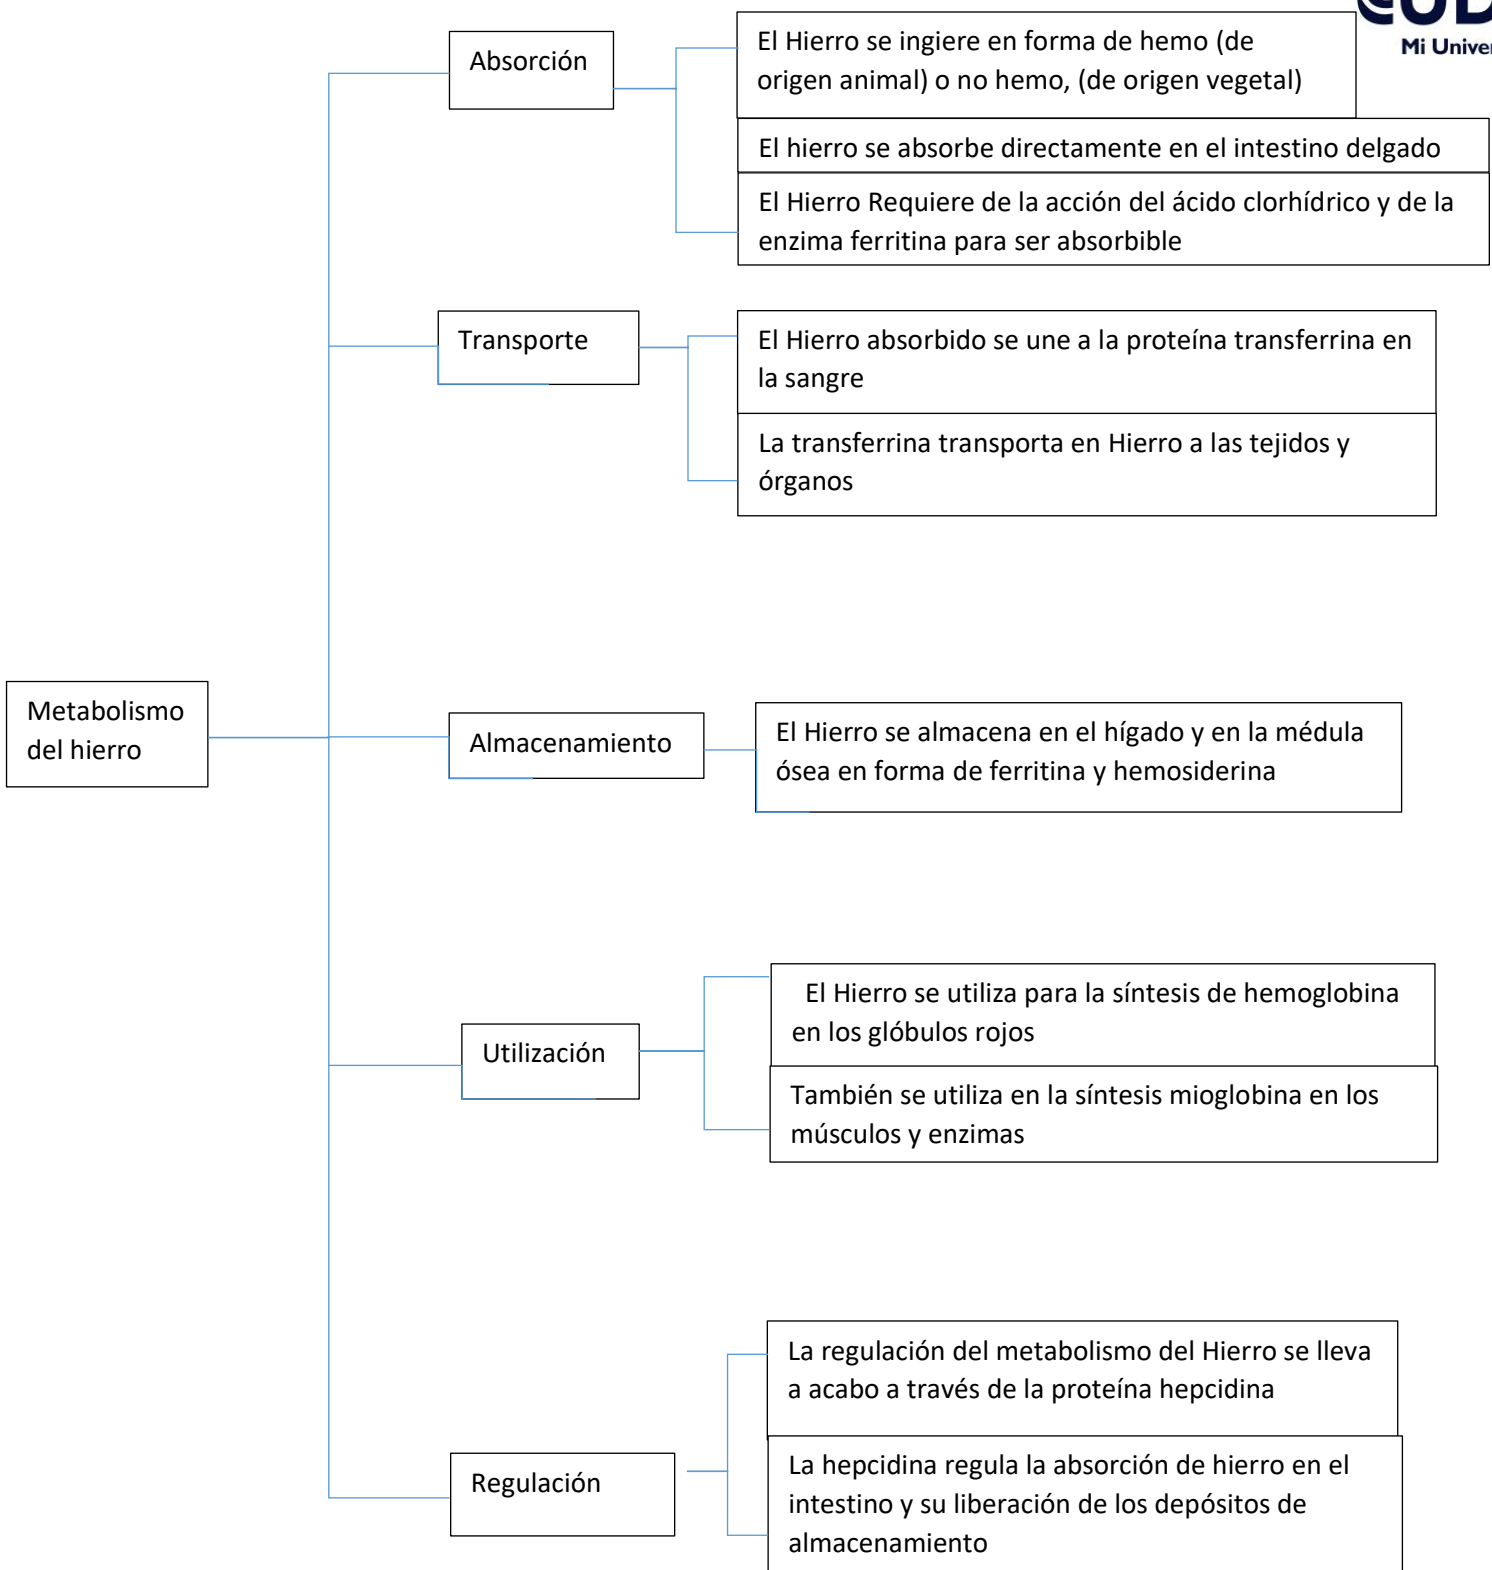 Mi Univer
Absorción
El Hierro se ingiere en forma de hemo (de
origen animal) o no hemo, (de origen vegetal)
El hierro se absorbe directamente en el intestino delgado
El Hierro Requiere de la acción del ácido clorhídrico y de la
enzima ferritina para ser absorbible
Transporte
El Hierro absorbido se une a la proteína transferrina en
la sangre
La transferrina transporta en Hierro a las tejidos y
órganos
Metabolismo
del hierro
Almacenamiento
El Hierro se almacena en el hígado y en la médula
ósea en forma de ferritina y hemosiderina
Utilización
El Hierro se utiliza para la síntesis de hemoglobina
en los glóbulos rojos
También se utiliza en la síntesis mioglobina en los
músculos y enzimas
Regulación
La regulación del metabolismo del Hierro se lleva
a acabo a través de la proteína hepcidina
La hepcidina regula la absorción de hierro en el
intestino y su liberación de los depósitos de
almacenamiento